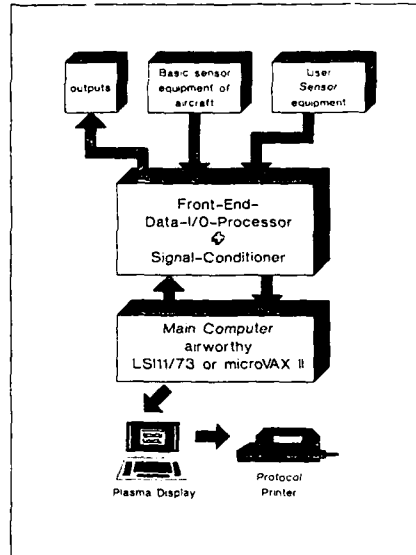 outputs
Basic sensor
equipment of
aircraft
User
Sensor
equipment
Front-End-
Data-I/O-Processor
+
Signal-Conditioner
Main Computer
airworthy
LSI11/73 or microVAX II
Plasma Display
Protocol
Printer